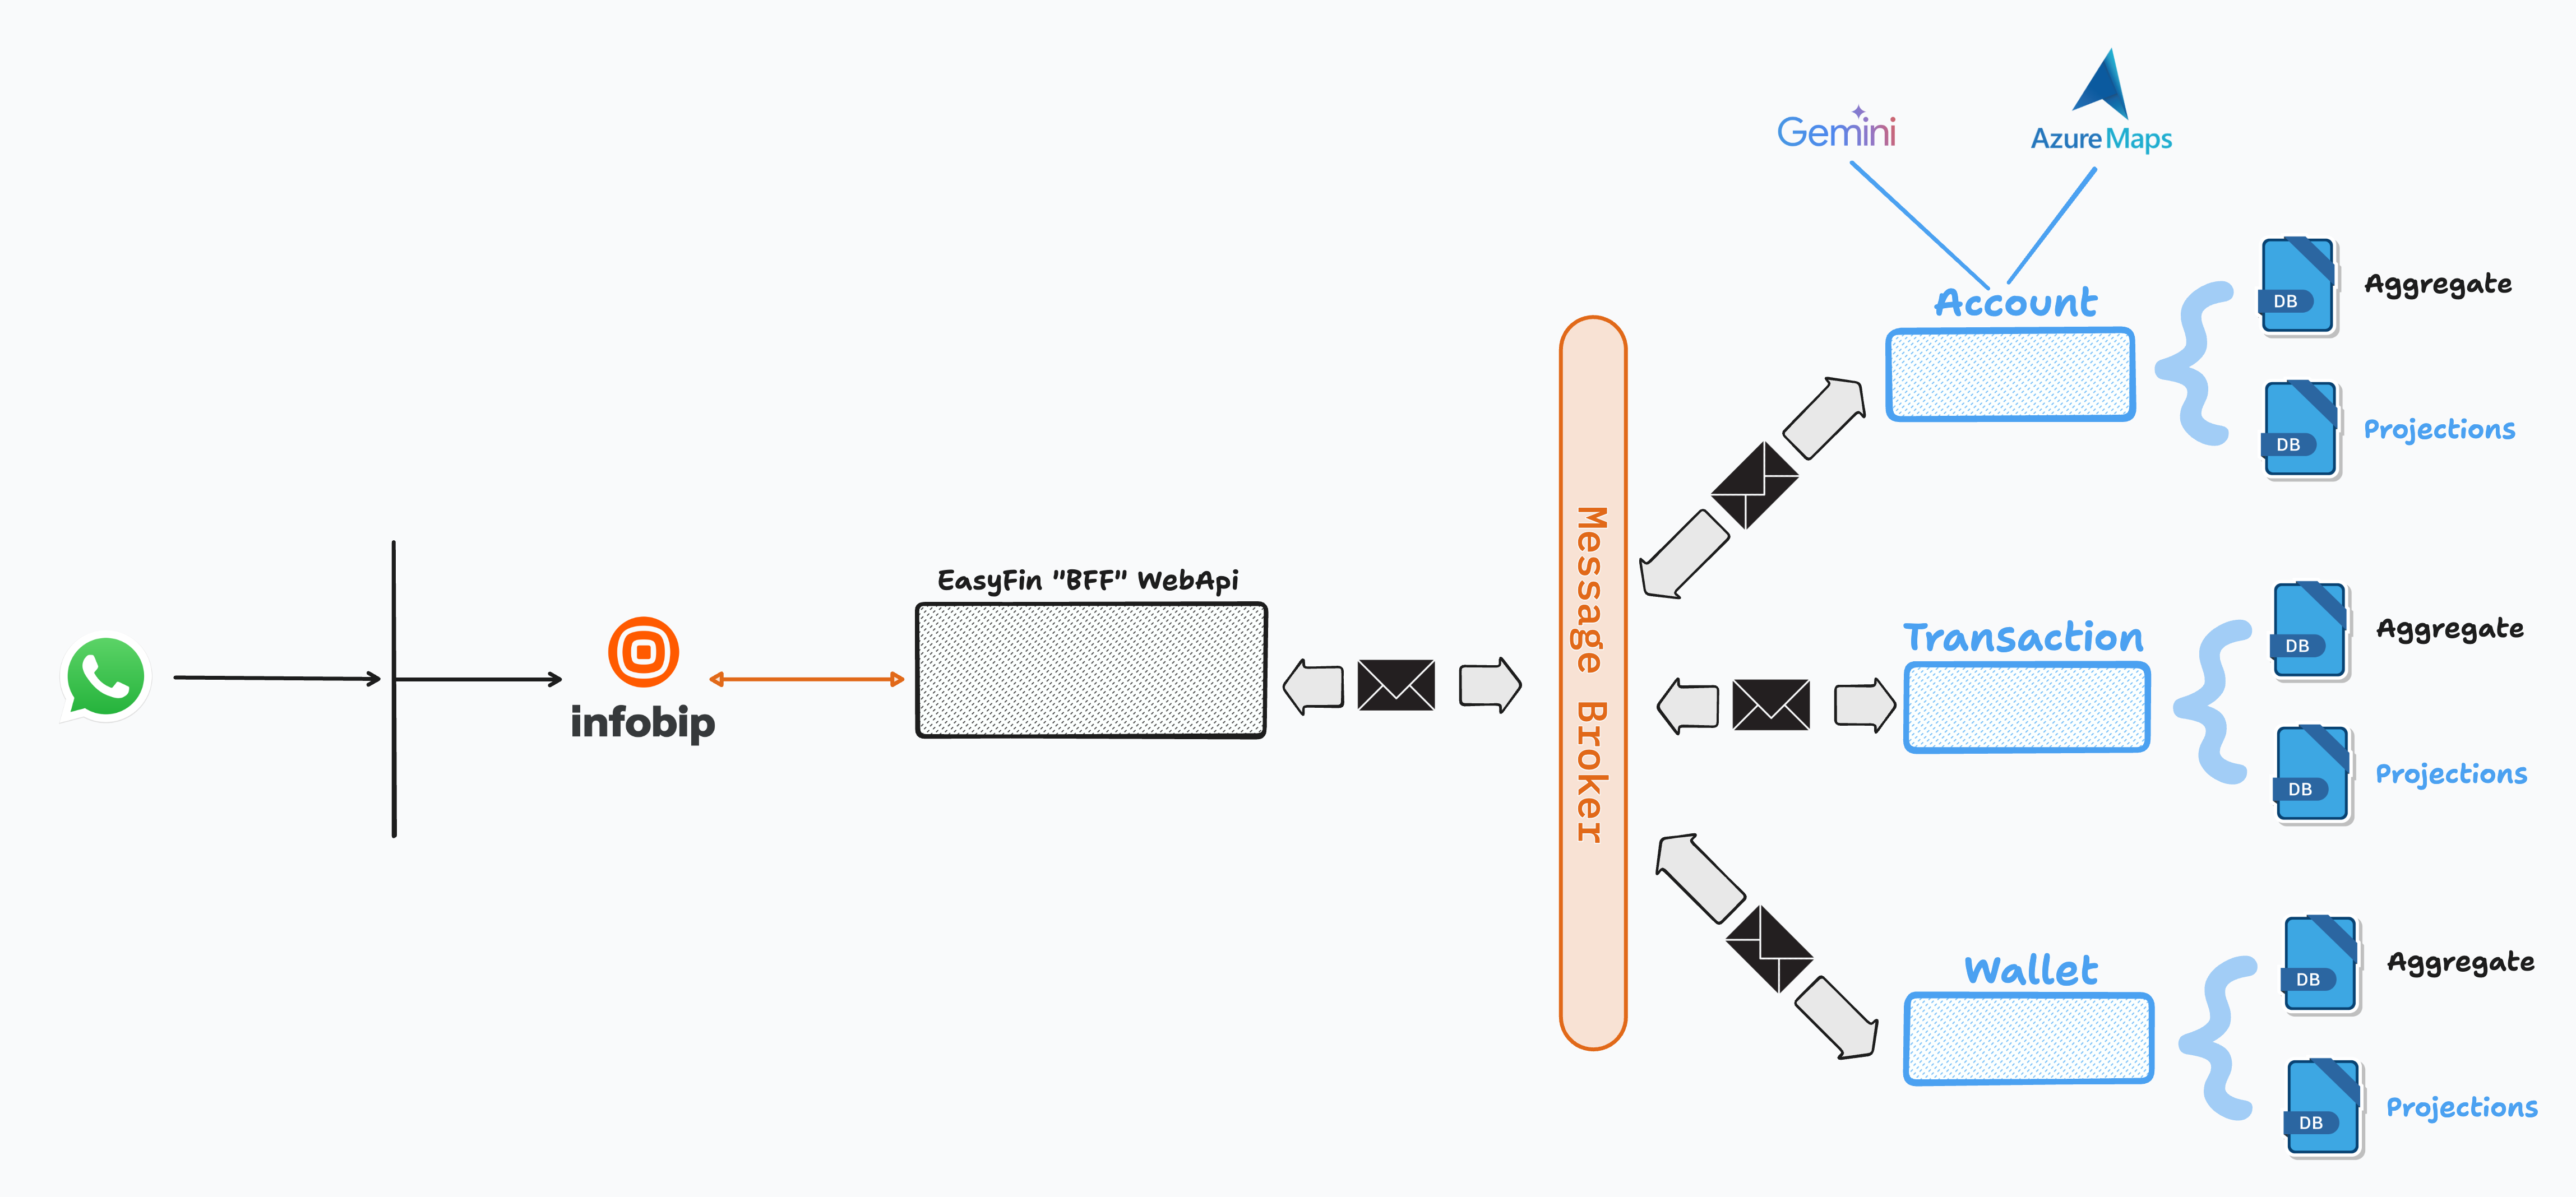 Gemini
Azure Maps
Account
DB
Aggregate
DB
Projections
EasyFin "BFF" WebApi
infobip
Message Broker
Transaction
DB
Aggregate
DB
Projections
Wallet
DB
Aggregate
DB
Projections